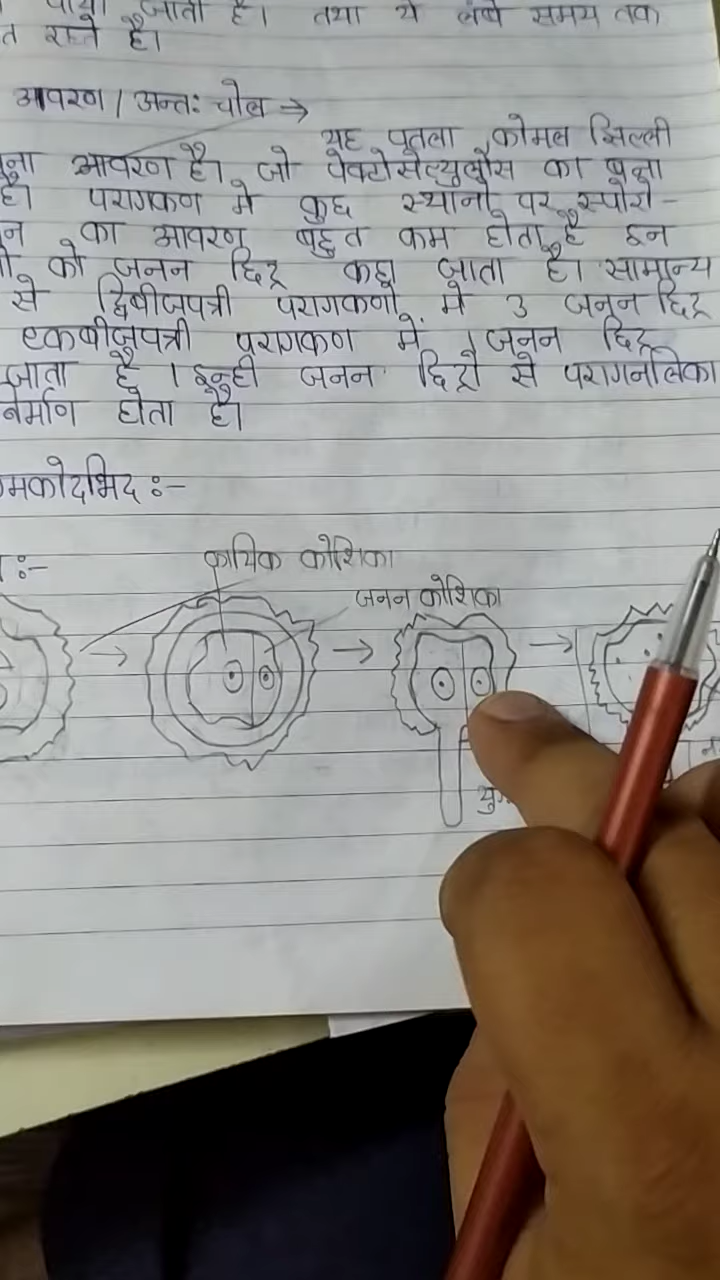 पाया जाता है। तथा ये लंबे समय तक
त रहते है।
आवरण / अन्तः चोल →
यह पतला कोमल झिल्ली
ना आवरण है। जो पेक्टोसेल्युलोस का बना
है। परागकण मे कुछ स्थानो पर स्पोरो-
न का आवरण बहुत कम होता है इन
को जनन छिद्र कहा जाता है। सामान्य
से द्विबीजपत्री परागकणो मे 3 जनन छिद्र
एकबीजपत्री परागकण मे 1 जनन छिद्र
जाता है। इन्ही जनन छिद्रो से परागनलिका
निर्माण होता है।
मकोदभिद :-
:-
कायिक कोशिका
जनन कोशिका